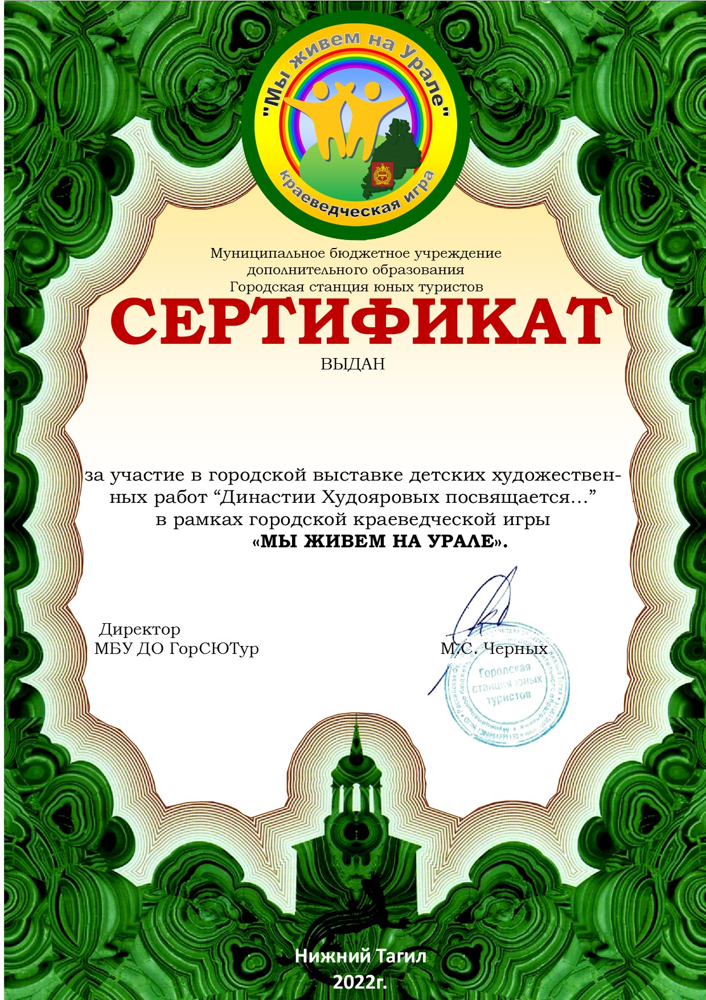 "Мы живем на Урале"
краеведческая игра
Муниципальное бюджетное учреждение
дополнительного образования
Городская станция юных туристов
СЕРТИФИКАТ
ВЫДАН
за участие в городской выставке детских художествен-
ных работ “Династии Худояровых посвящается...”
в рамках городской краеведческой игры
«МЫ ЖИВЕМ НА УРАЛЕ».
Директор
МБУ ДО ГорСЮТур
М.С. Черных
Городская
станция юных
туристов
Нижний Тагил
2022г.